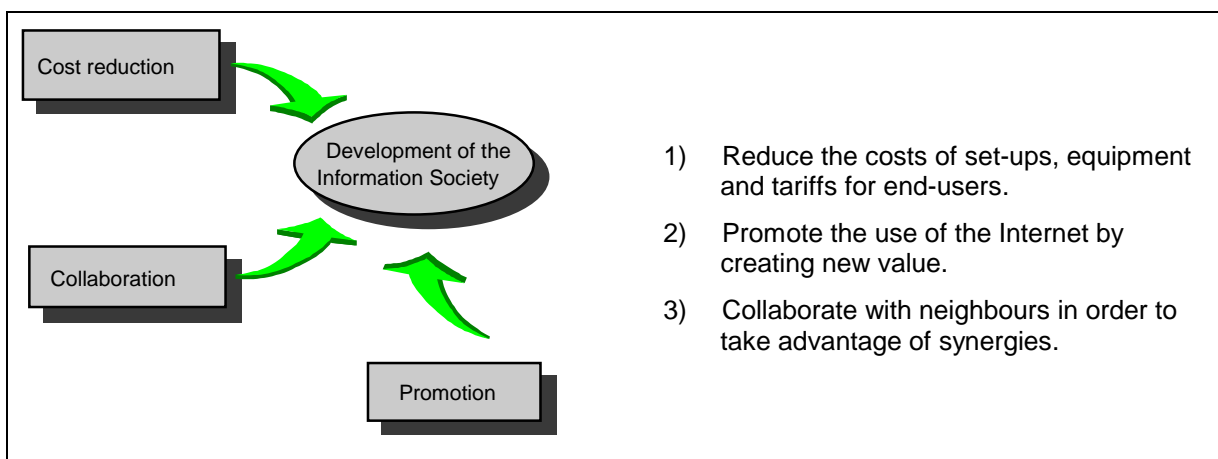 Cost reduction
Development of the
Information Society
Collaboration
Promotion
1) Reduce the costs of set-ups, equipment
and tariffs for end-users.
2) Promote the use of the Internet by
creating new value.
3) Collaborate with neighbours in order to
take advantage of synergies.